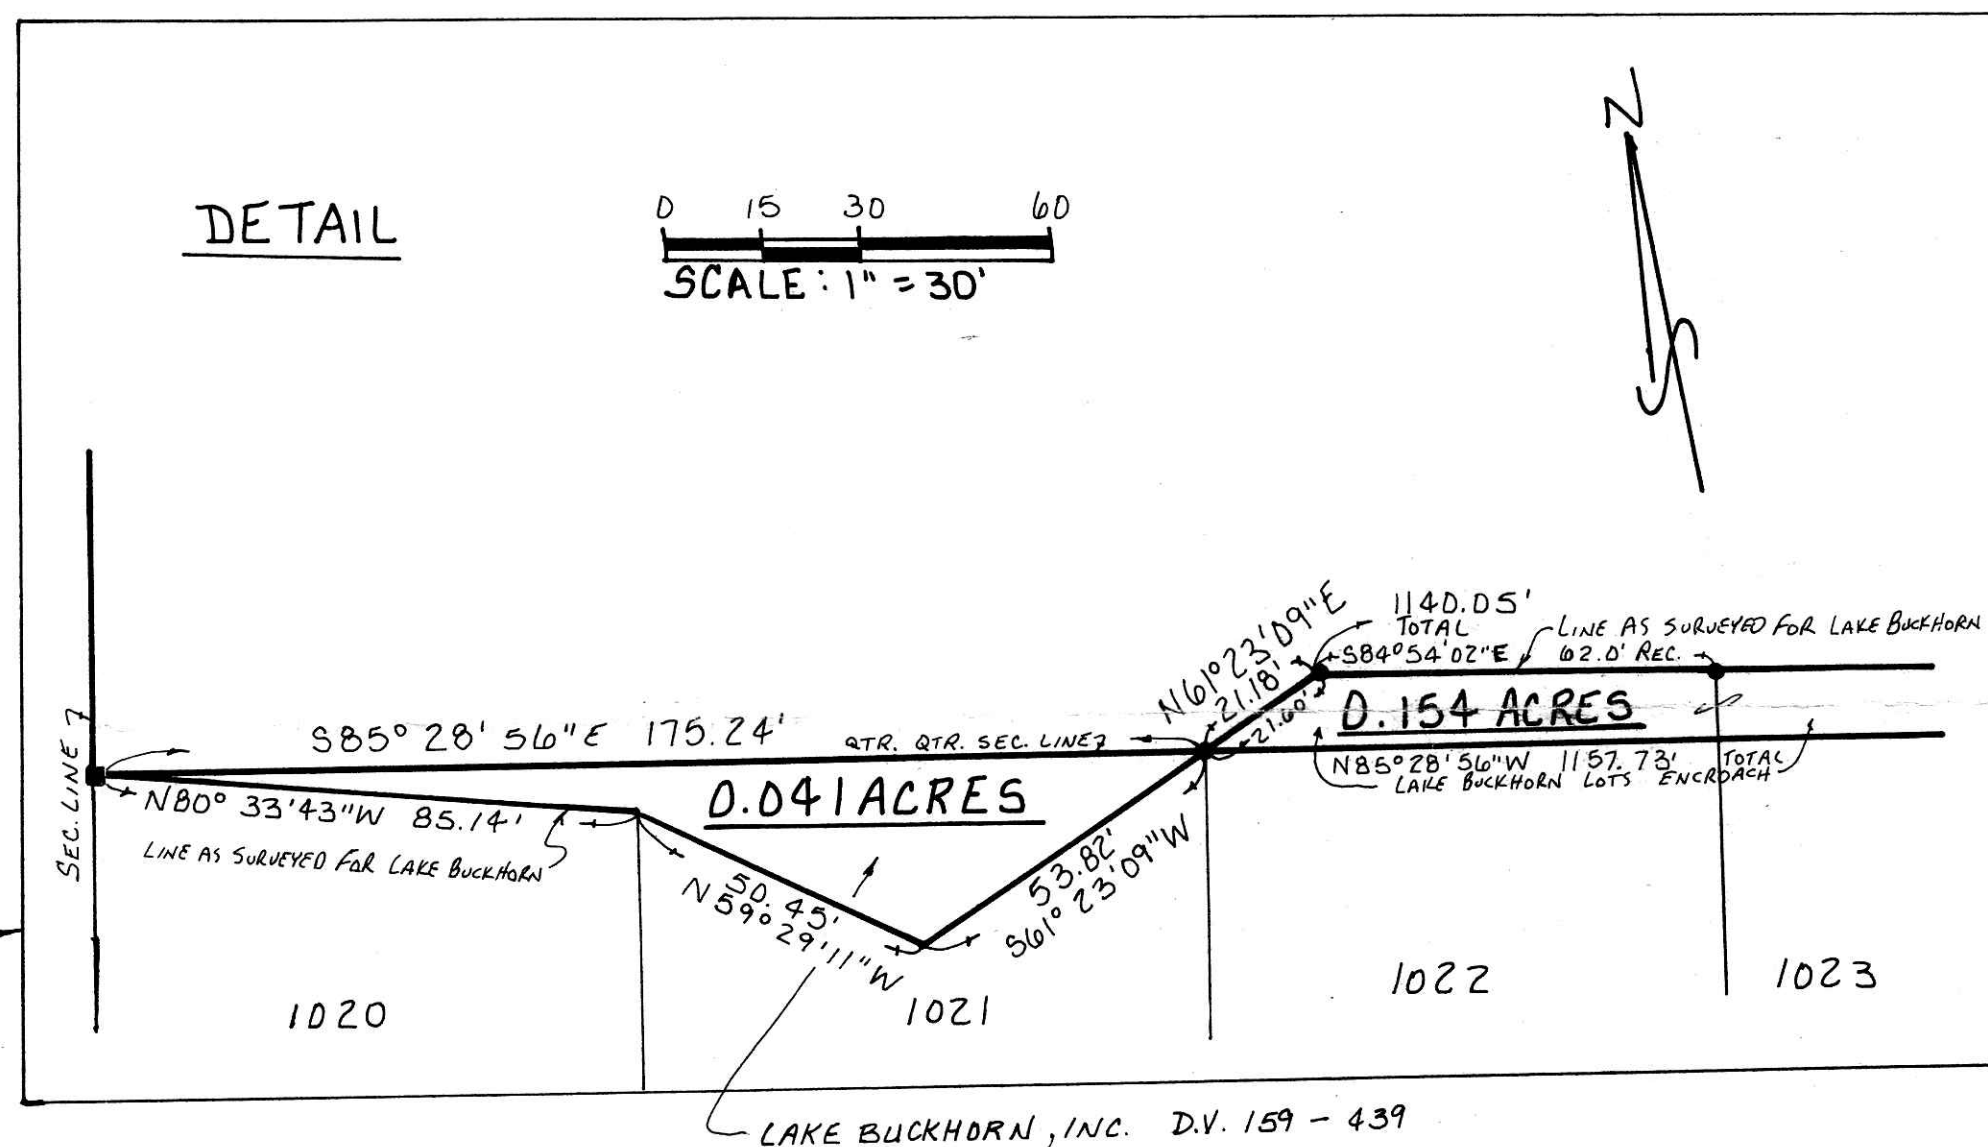 N
DETAIL
0 15 30 60
SCALE: 1" = 30'
SEC. LINE
S85° 28' 56"E 175.24'
QTR. QTR. SEC. LINE
N61°23'09"E
21.18'
21.60'
1140.05'
TOTAL
S84°54'02"E
LINE AS SURVEYED FOR LAKE BUCKHORN
62.0' REC.
0.154 ACRES
N85°28'56"W 1157.73' TOTAL
LAKE BUCKHORN LOTS ENCROACH
N80° 33'43"W 85.14'
LINE AS SURVEYED FOR LAKE BUCKHORN
0.041 ACRES
50.45'
N59° 29'11"W
53.82'
S61° 23'09"W
1020
1021
1022
1023
LAKE BUCKHORN, INC. D.V. 159 - 439